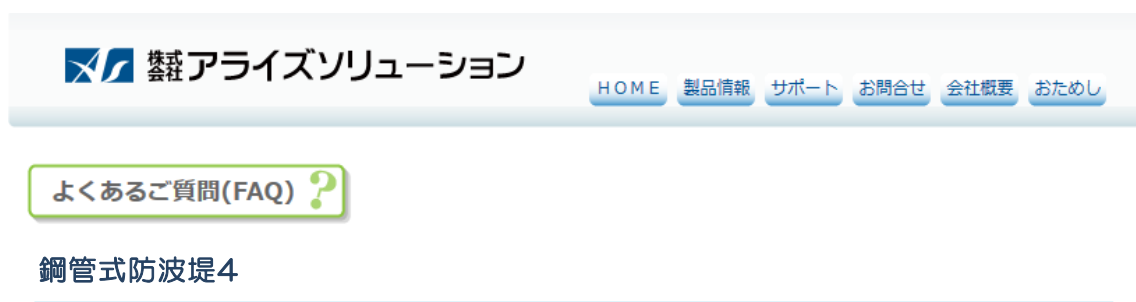 株式会社アライズソリューション
ＨＯＭＥ 製品情報 サポート お問合せ 会社概要 おためし
よくあるご質問(FAQ) ?
鋼管式防波堤4